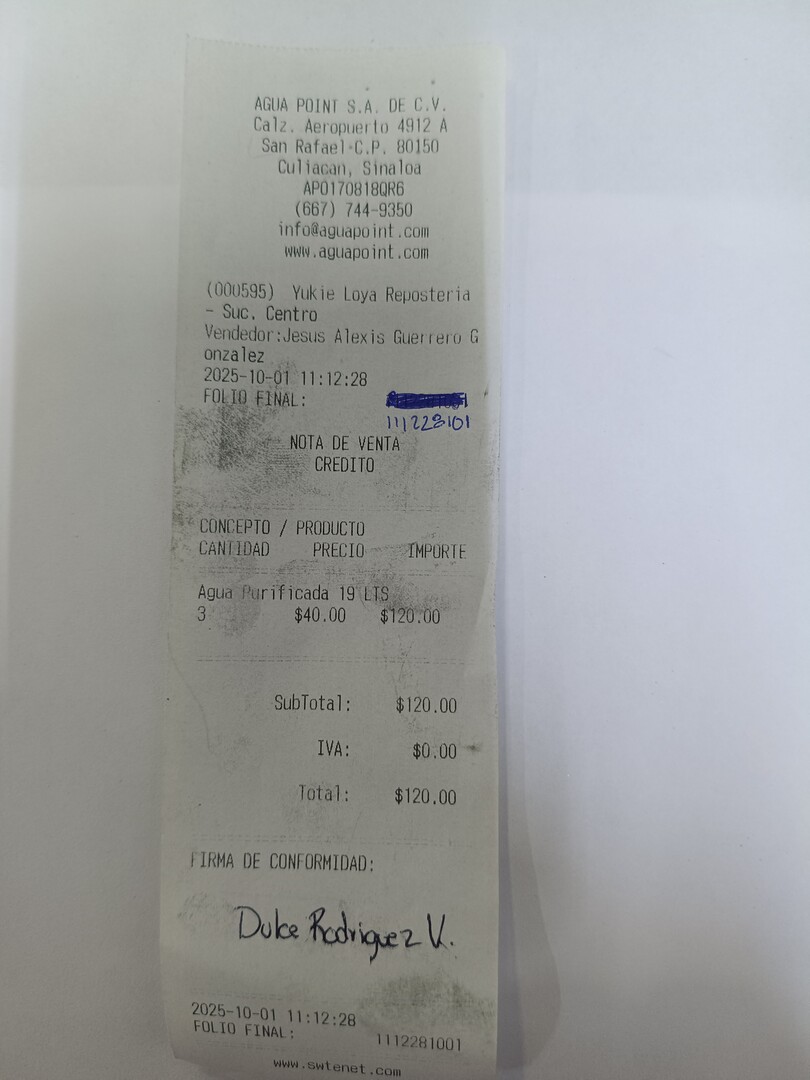 AGUA POINT S.A. DE C.V.
Calz. Aeropuerto 4912 A
San Rafael C.P. 80150
Culiacan, Sinaloa
APO170818QR6
(667) 744-9350
info@aguapoint.com
www.aguapoint.com
(000595) Yukie Loya Reposteria
- Suc. Centro
Vendedor:Jesus Alexis Guerrero G
onzalez
2025-10-01 11:12:28
FOLIO FINAL:
111228101
NOTA DE VENTA
CREDITO
CONCEPTO / PRODUCTO
CANTIDAD PRECIO IMPORTE
Agua Purificada 19 LTS
3 $40.00 $120.00
SubTotal: $120.00
IVA: $0.00
Total: $120.00
FIRMA DE CONFORMIDAD:
Dulce Rodriguez V.
2025-10-01 11:12:28
FOLIO FINAL: 1112281001
www.swtenet.com